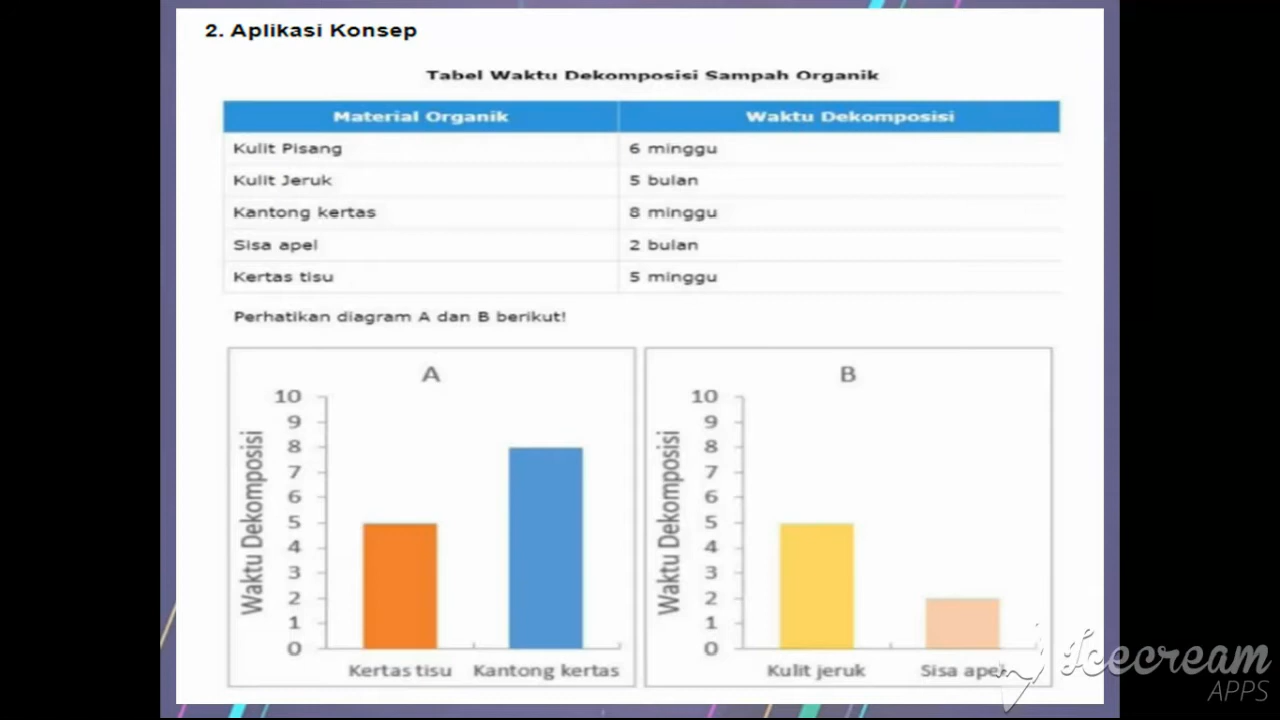 2. Aplikasi Konsep
Tabel Waktu Dekomposisi Sampah Organik
Material Organik Waktu Dekomposisi
Kulit Pisang 6 minggu
Kulit Jeruk 5 bulan
Kantong kertas 8 minggu
Sisa apel 2 bulan
Kertas tisu 5 minggu
Perhatikan diagram A dan B berikut!
A
10
9
8
7
6
5
4
3
2
1
0
Waktu Dekomposisi
Kertas tisu Kantong kertas
B
10
9
8
7
6
5
4
3
2
1
0
Waktu Dekomposisi
Kulit jeruk Sisa apel
Icecream
APPS